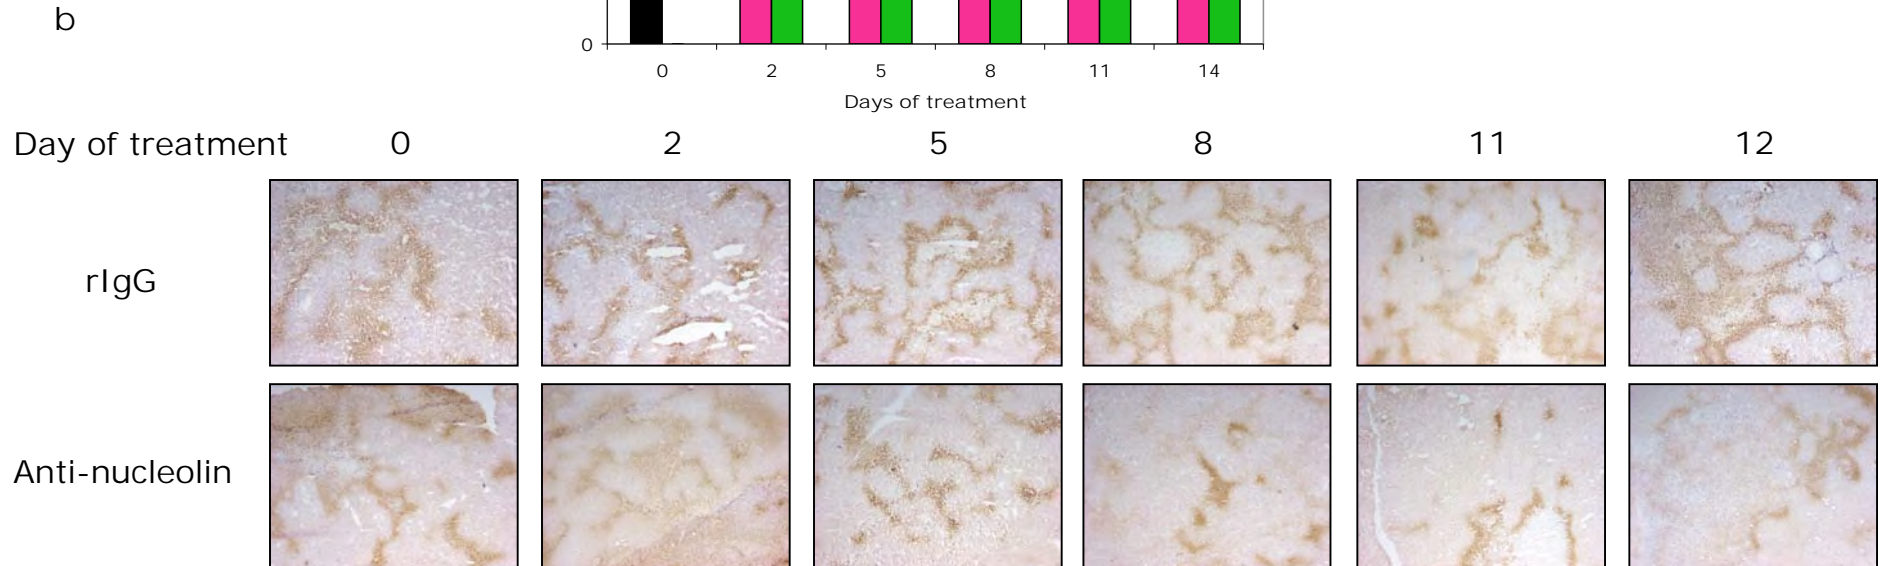 b
0
0 2 5 8 11 14
Days of treatment
Day of treatment 0 2 5 8 11 12
rIgG
Anti-nucleolin